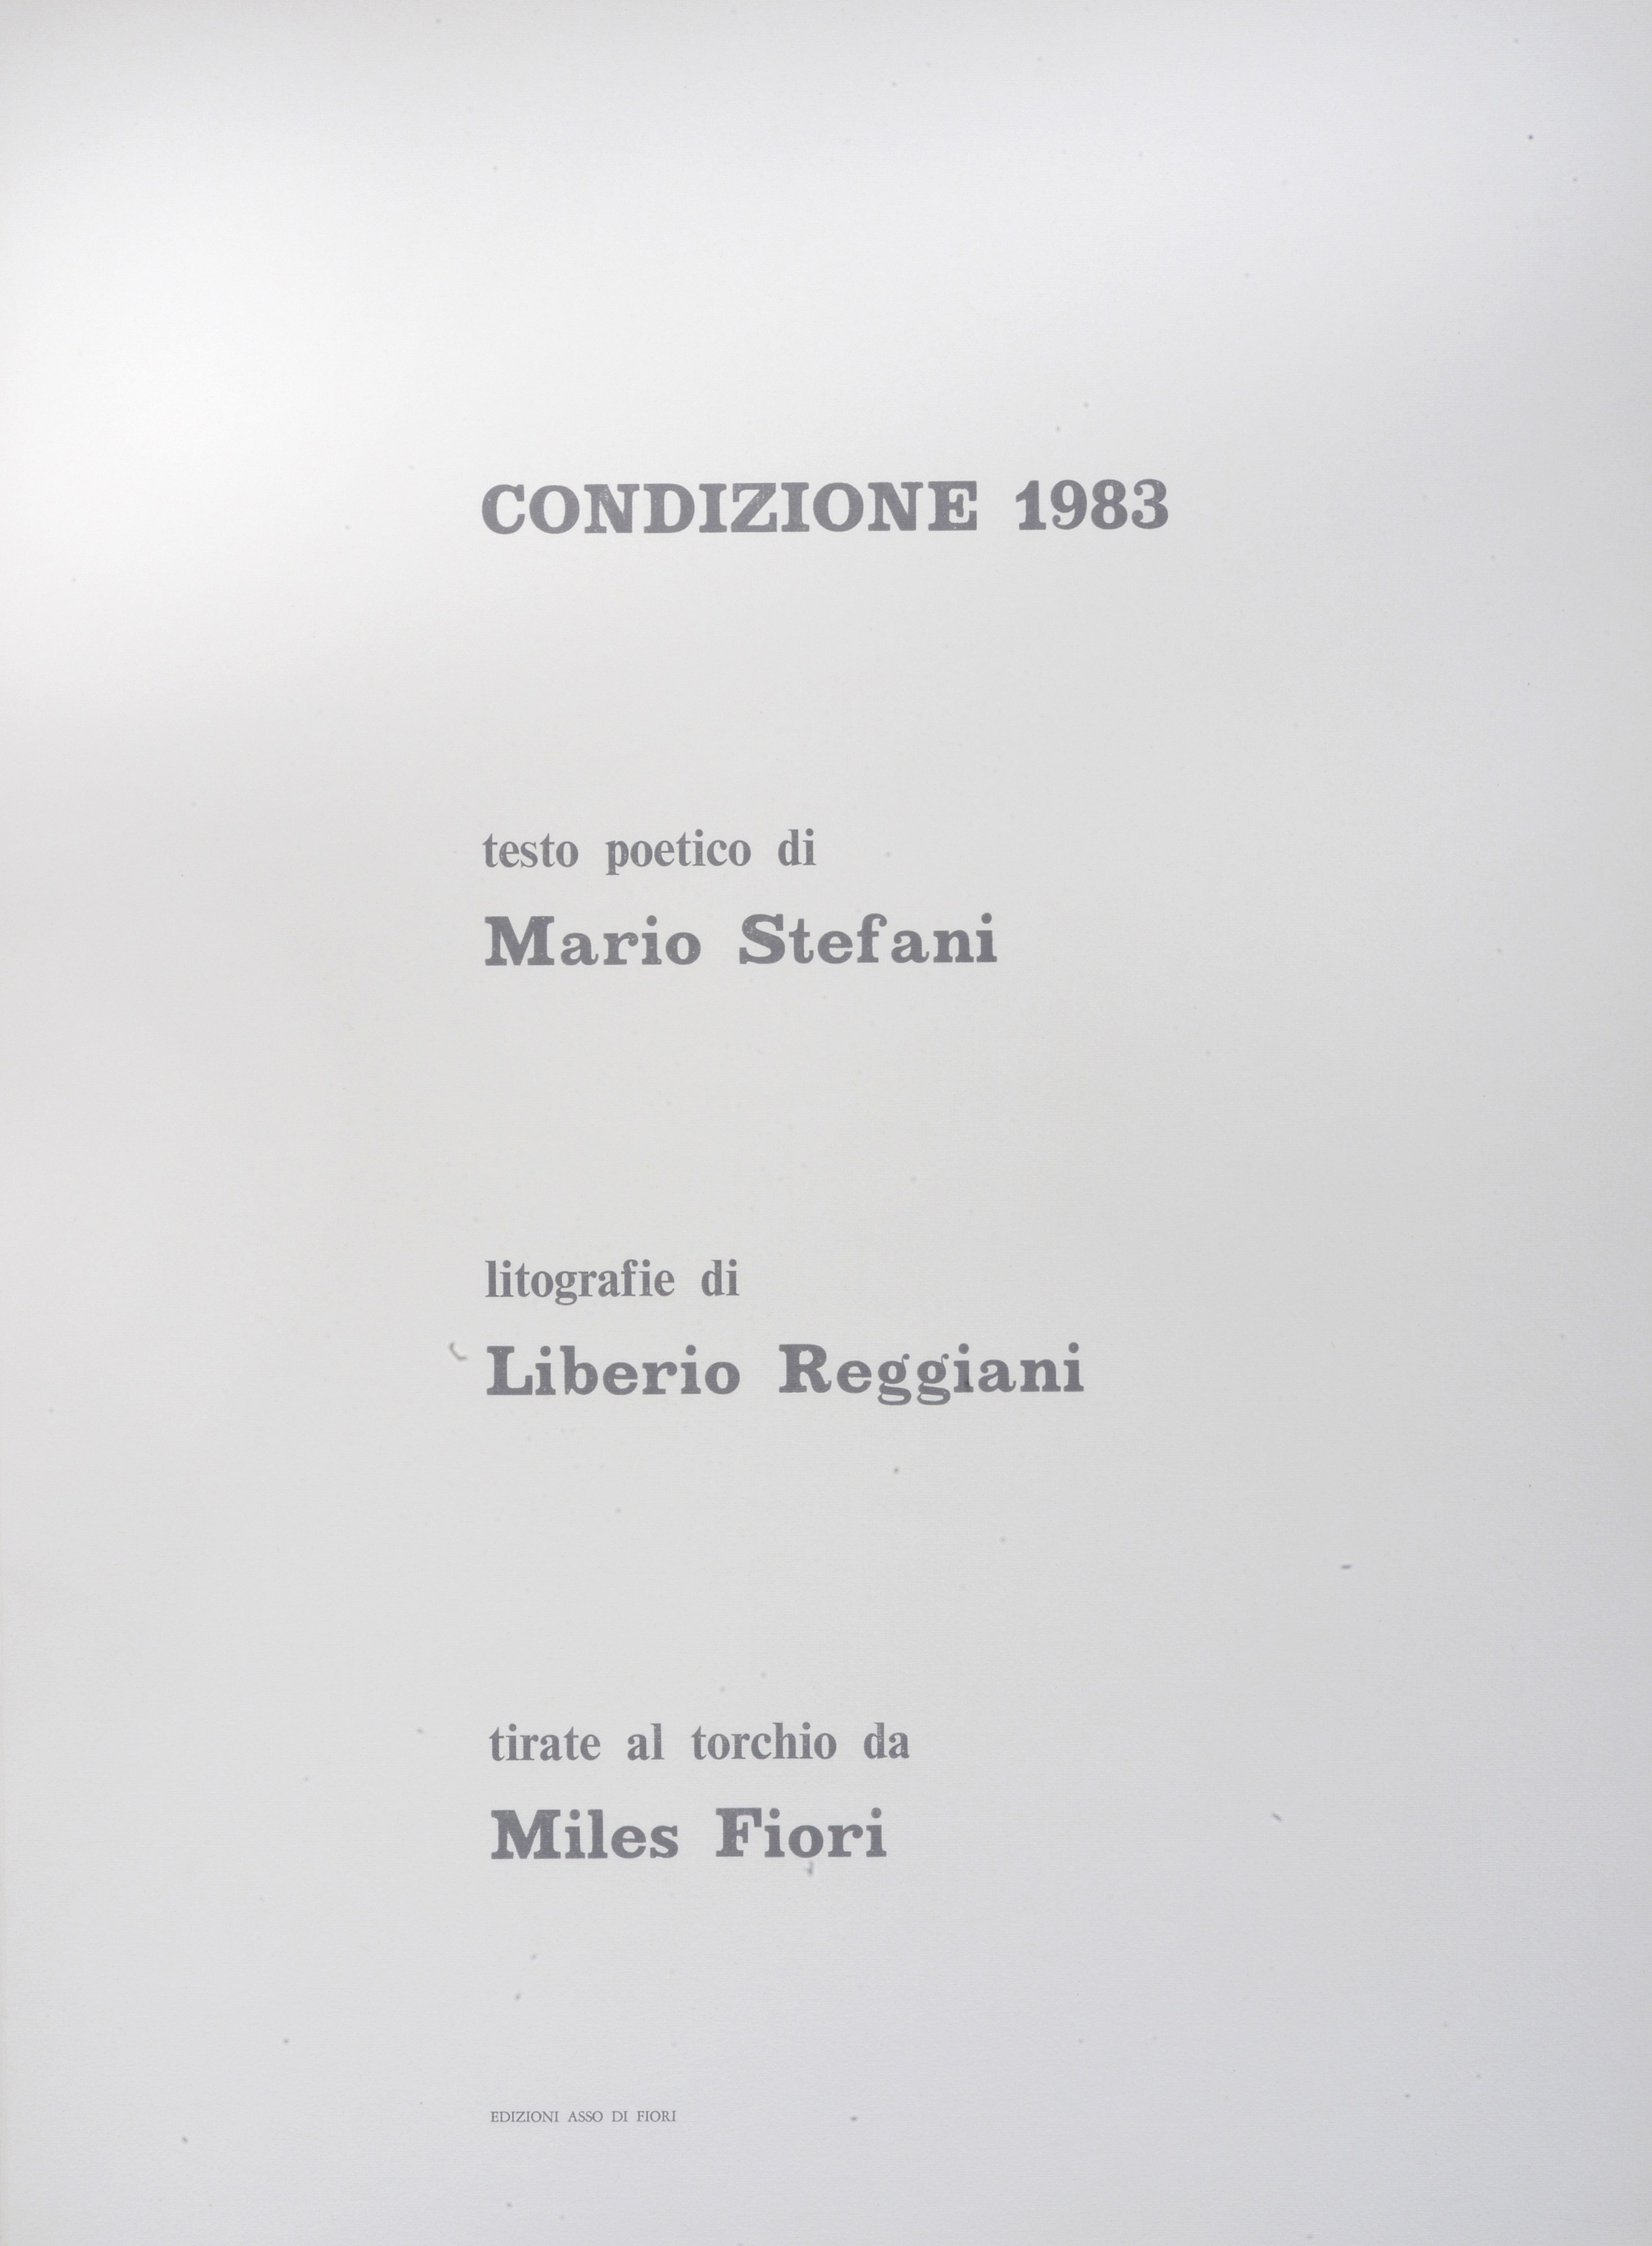 CONDIZIONE 1983
testo poetico di
Mario Stefani
litografie di
Liberio Reggiani
tirate al torchio da
Miles Fiori
EDIZIONI ASSO DI FIORI